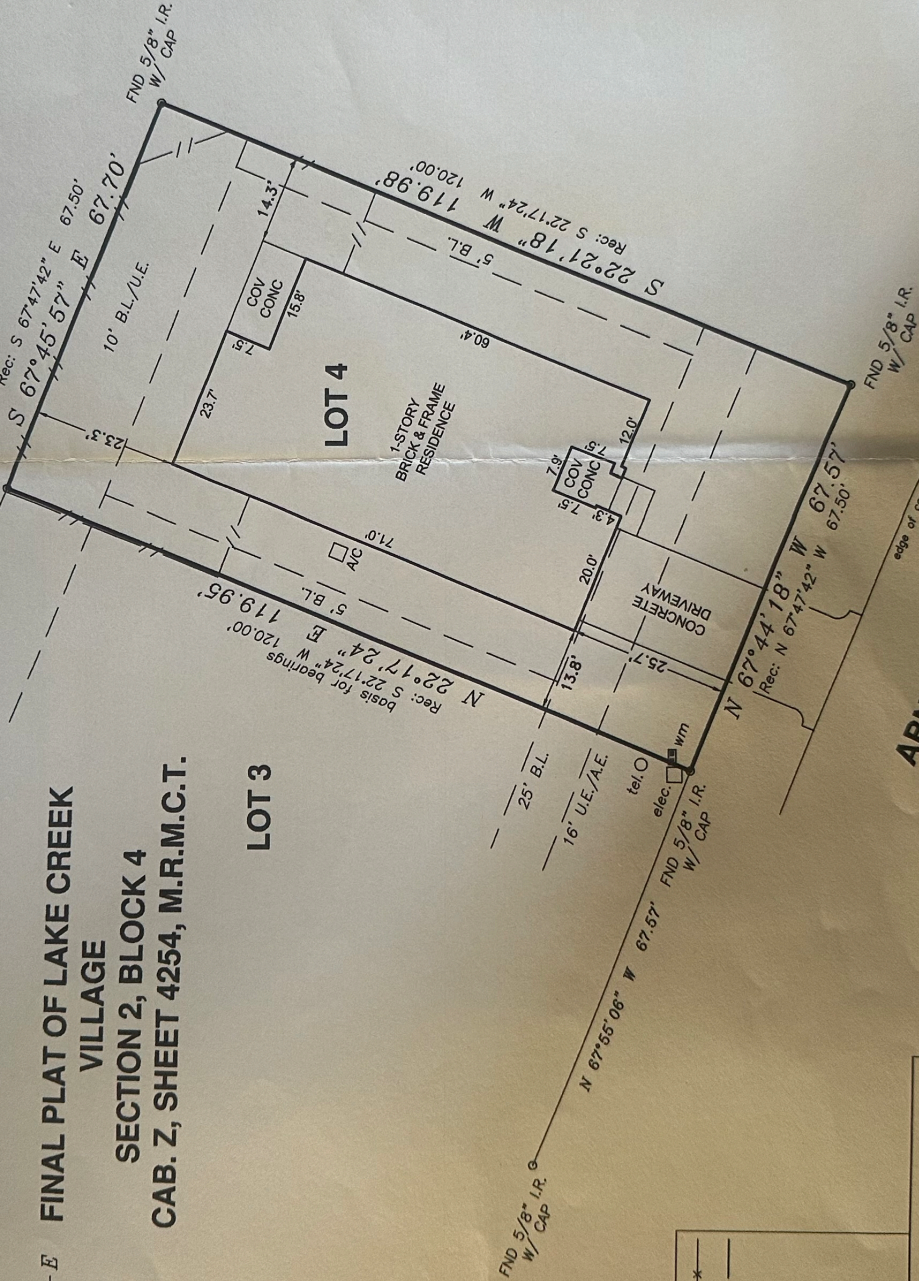 E FINAL PLAT OF LAKE CREEK
VILLAGE
SECTION 2, BLOCK 4
CAB. Z, SHEET 4254, M.R.M.C.T.
LOT 3
FND 5/8" I.R.
W/ CAP
Rec: S 67°47'42" E 67.50'
S 67°45'57" E 67.70'
10' B.L./U.E.
23.3'
14.3'
COV
CONC
7.5'
15.8'
23.7'
LOT 4
1-STORY
BRICK & FRAME
RESIDENCE
60.4'
5' B.L.
S 22°21'18" W 119.98'
Rec: S 22°17'24" W 120.00'
71.0'
A/C
5' B.L.
N 22°17'24" E 119.95'
Rec: S 22°17'24" W 120.00'
basis for bearings
7.9'
COV
CONC
7.5'
7.5'
12.0'
4.3'
20.0'
13.8'
25.7'
CONCRETE
DRIVEWAY
25' B.L.
16' U.E./A.E.
tel.
elec.
wm
FND 5/8" I.R.
W/ CAP
N 67°44'18" W 67.57'
Rec: N 67°47'42" W 67.50'
FND 5/8" I.R.
W/ CAP
edge of
N 67°55'06" W 67.57'
FND 5/8" I.R.
W/ CAP